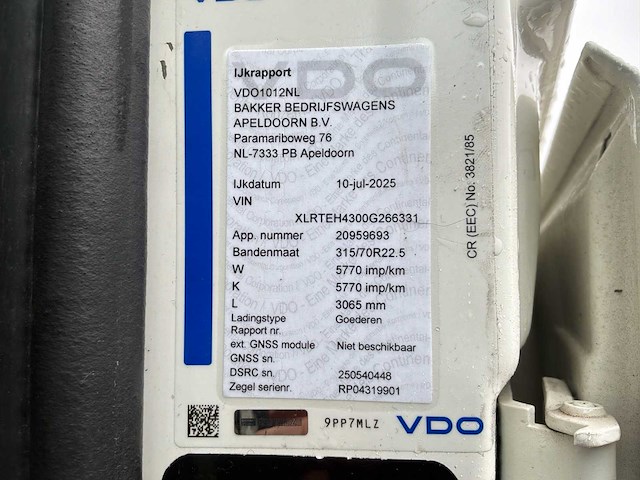 IJkrapport
VDO1012NL
BAKKER BEDRIJFSWAGENS
APELDOORN B.V.
Paramariboweg 76
NL-7333 PB Apeldoorn
IJkdatum 10-jul-2025
VIN
XLRTEH4300G266331
App. nummer 20959693
Bandenmaat 315/70R22.5
W 5770 imp/km
K 5770 imp/km
L 3065 mm
Ladingstype Goederen
Rapport nr.
ext. GNSS module Niet beschikbaar
GNSS sn.
DSRC sn. 250540448
Zegel serienr. RP04319901
9PP7MLZ VDO
CR (EEC) No. 3821/85